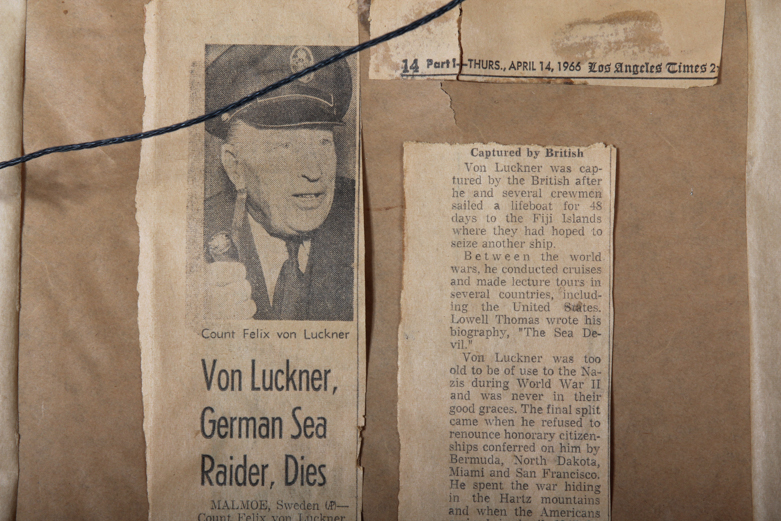 14 Part I—THURS., APRIL 14, 1966 Los Angeles Times 2
Count Felix von Luckner
Von Luckner,
German Sea
Raider, Dies
MALMOE, Sweden (P)—
Count Felix von Luckner
Captured by British
Von Luckner was cap-
tured by the British after
he and several crewmen
sailed a lifeboat for 48
days to the Fiji Islands
where they had hoped to
seize another ship.
Between the world
wars, he conducted cruises
and made lecture tours in
several countries, includ-
ing the United States.
Lowell Thomas wrote his
biography, "The Sea De-
vil."
Von Luckner was too
old to be of use to the Na-
zis during World War II
and was never in their
good graces. The final split
came when he refused to
renounce honorary citizen-
ships conferred on him by
Bermuda, North Dakota,
Miami and San Francisco.
He spent the war hiding
in the Hartz mountains
and when the Americans